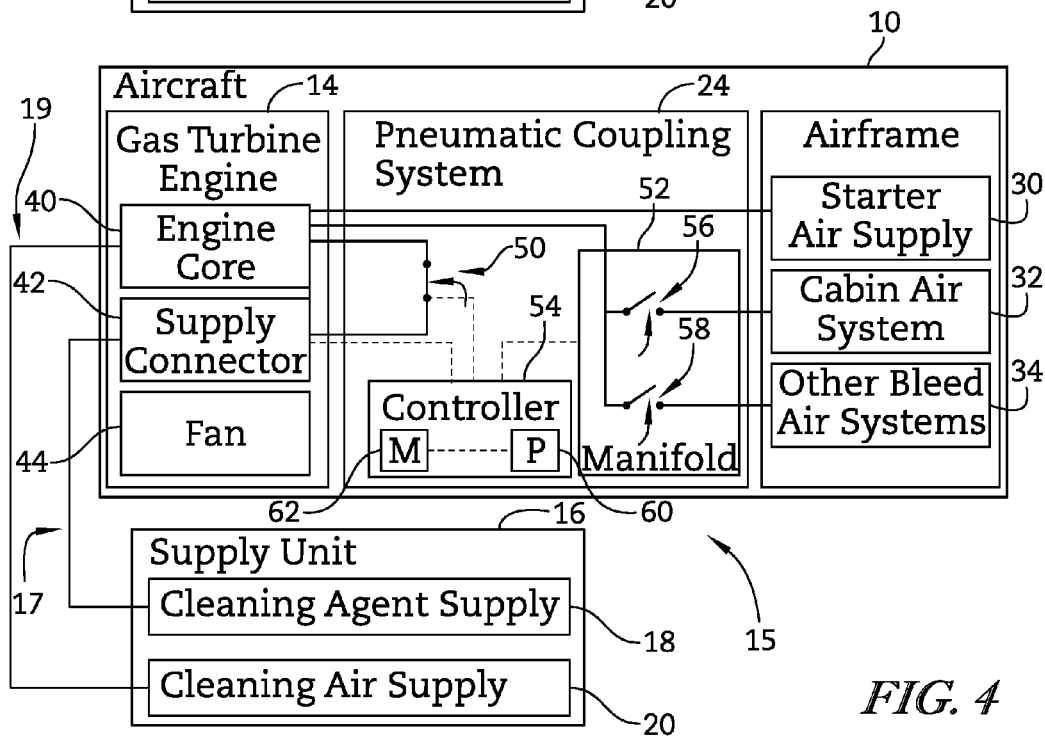 20
10
Aircraft
14
24
19
Gas Turbine
Engine
Pneumatic Coupling
System
Airframe
40
Engine
Core
52
56
Starter
Air Supply
30
50
42
Supply
Connector
54
58
Cabin Air
System
32
Controller
Other Bleed
Air Systems
34
44
Fan
M
P
Manifold
62
16
60
Supply Unit
17
Cleaning Agent Supply
18
15
Cleaning Air Supply
20
FIG. 4